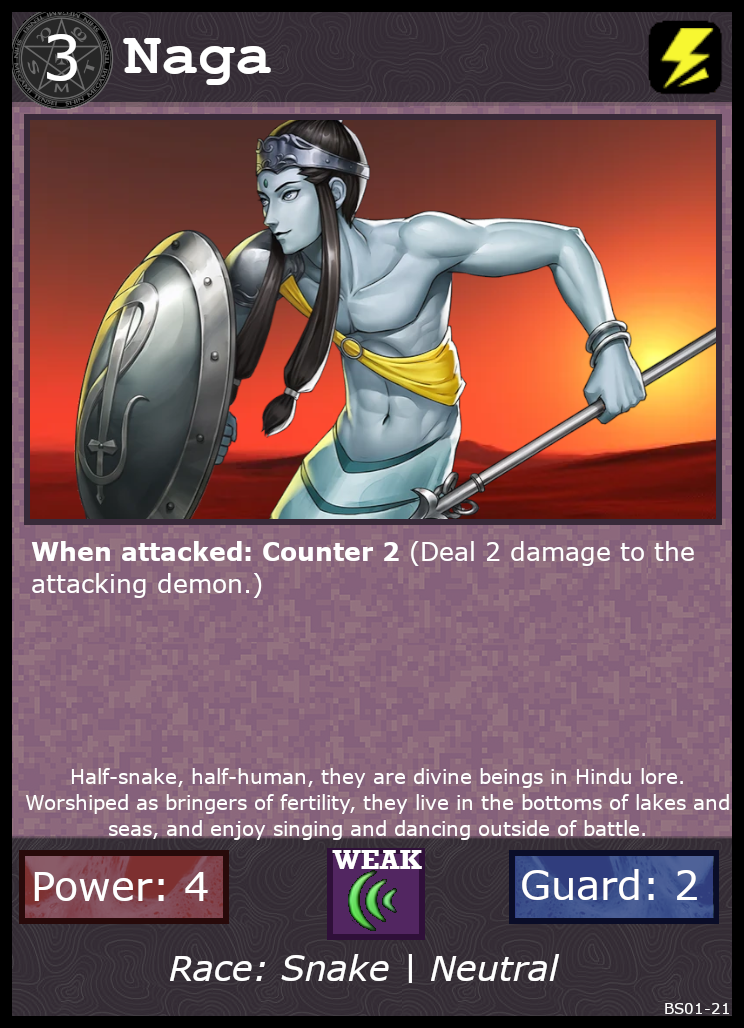 3 Naga
When attacked: Counter 2 (Deal 2 damage to the
attacking demon.)
Half-snake, half-human, they are divine beings in Hindu lore.
Worshiped as bringers of fertility, they live in the bottoms of lakes and
seas, and enjoy singing and dancing outside of battle.
WEAK
Power: 4
Guard: 2
Race: Snake | Neutral
BS01-21